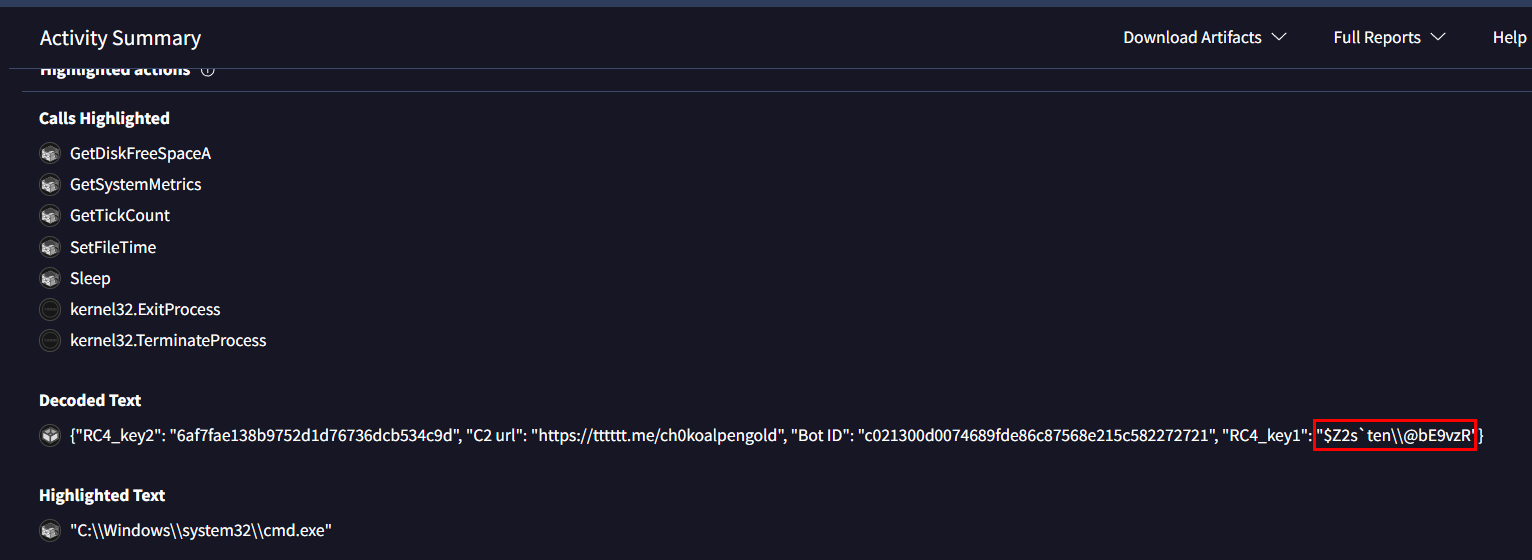 Activity Summary Download Artifacts Full Reports Help
Highlighted actions
Calls Highlighted
GetDiskFreeSpaceA
GetSystemMetrics
GetTickCount
SetFileTime
Sleep
kernel32.ExitProcess
kernel32.TerminateProcess
Decoded Text
{"RC4_key2": "6af7fae138b9752d1d76736dcb534c9d", "C2 url": "https://tttttt.me/ch0koalpengold", "Bot ID": "c021300d0074689fde86c87568e215c582272721", "RC4_key1": "$Z2s`ten\\@bE9vzR"}
Highlighted Text
"C:\\Windows\\system32\\cmd.exe"